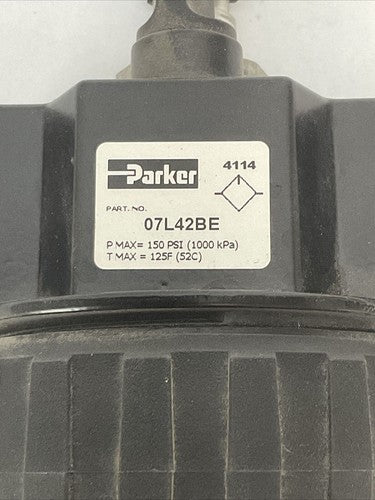 Parker 4114
PART. NO.
07L42BE
P MAX= 150 PSI (1000 kPa)
T MAX = 125F (52C)